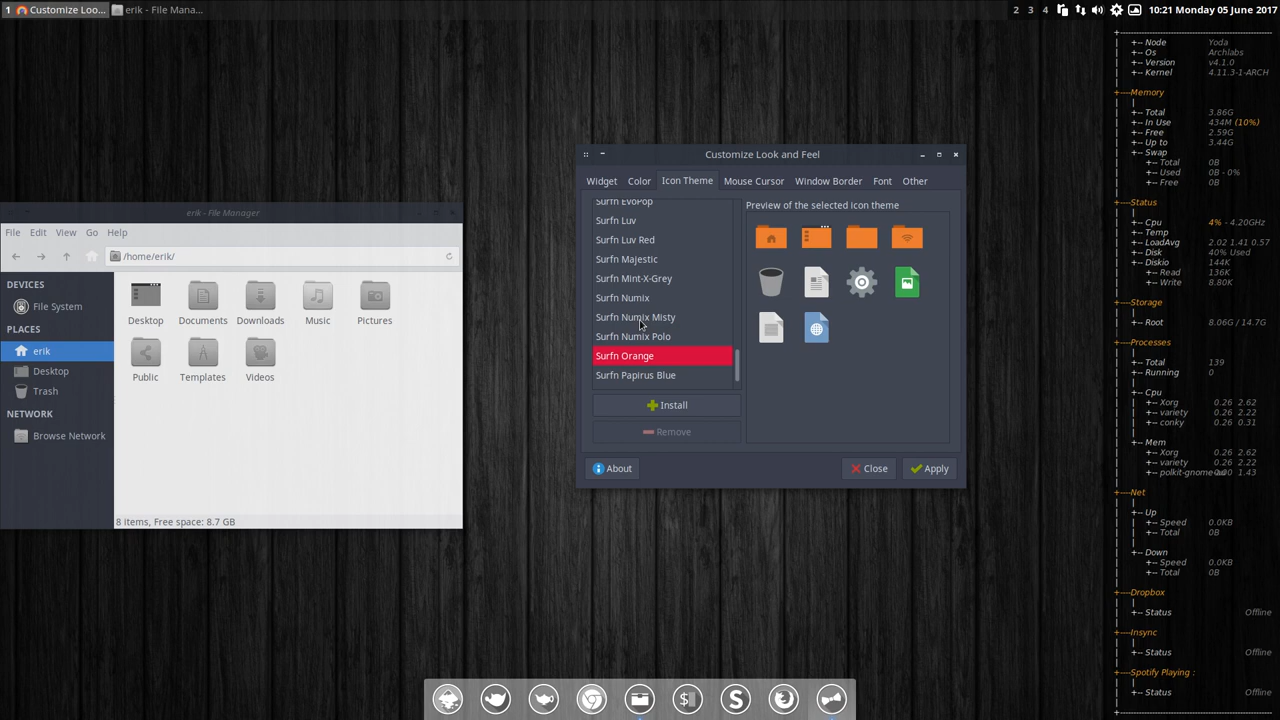 1 Customize Loo... erik - File Mana... 2 3 4 10:21 Monday 05 June 2017
erik - File Manager
File Edit View Go Help
/home/erik/
DEVICES
File System
PLACES
erik
Desktop
Trash
NETWORK
Browse Network
Desktop Documents Downloads Music Pictures
Public Templates Videos
8 items, Free space: 8.7 GB
Customize Look and Feel
Widget Color Icon Theme Mouse Cursor Window Border Font Other
Surfn EvoPop
Surfn Luv
Surfn Luv Red
Surfn Majestic
Surfn Mint-X-Grey
Surfn Numix
Surfn Numix Misty
Surfn Numix Polo
Surfn Orange
Surfn Papirus Blue
Install
Remove
Preview of the selected icon theme
About Close Apply
+-- Node Yoda
+-- Os Archlabs
+-- Version v4.1.0
+-- Kernel 4.11.3-1-ARCH
+----Memory
+-- Total 3.86G
+-- In Use 434M (10%)
+-- Free 2.59G
+-- Up to 3.44G
+-- Swap
+-- Total 0B
+-- Used 0B - 0%
+-- Free 0B
+----Status
+-- Cpu 4% - 4.20GHz
+-- Temp
+-- LoadAvg 2.02 1.41 0.57
+-- Disk 40% Used
+-- Diskio 144K
+-- Read 136K
+-- Write 8.80K
+----Storage
+-- Root 8.06G / 14.7G
+----Processes
+-- Total 139
+-- Running 0
+-- Cpu
+-- Xorg 0.26 2.62
+-- variety 0.26 2.22
+-- conky 0.26 0.31
+-- Mem
+-- Xorg 0.26 2.62
+-- variety 0.26 2.22
+-- polkit-gnome-au 0.00 1.43
+----Net
+-- Up
+-- Speed 0.0KB
+-- Total 0B
+-- Down
+-- Speed 0.0KB
+-- Total 0B
+----Dropbox
+-- Status Offline
+----Insync
+-- Status Offline
+----Spotify Playing :
+-- Status Offline